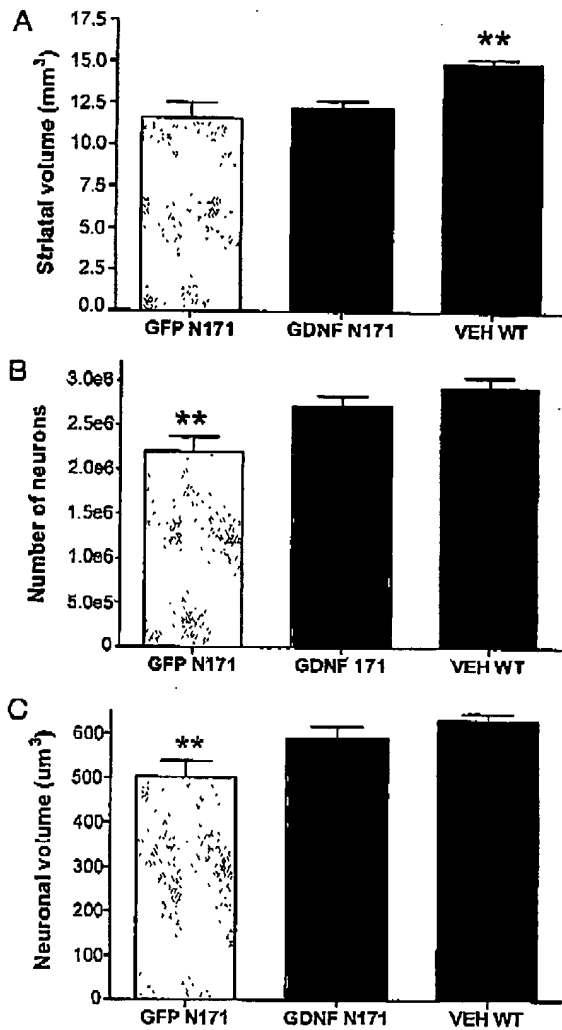 A
Striatal volume (mm³)
17.5
15.0
12.5
10.0
7.5
5.0
2.5
0.0
**
GFP N171
GDNF N171
VEH WT
B
Number of neurons
3.0e6
2.5e6
2.0e6
1.5e6
1.0e6
5.0e5
0
**
GFP N171
GDNF 171
VEH WT
C
Neuronal volume (um³)
600
500
400
300
200
100
0
**
GFP N171
GDNF N171
VEH WT